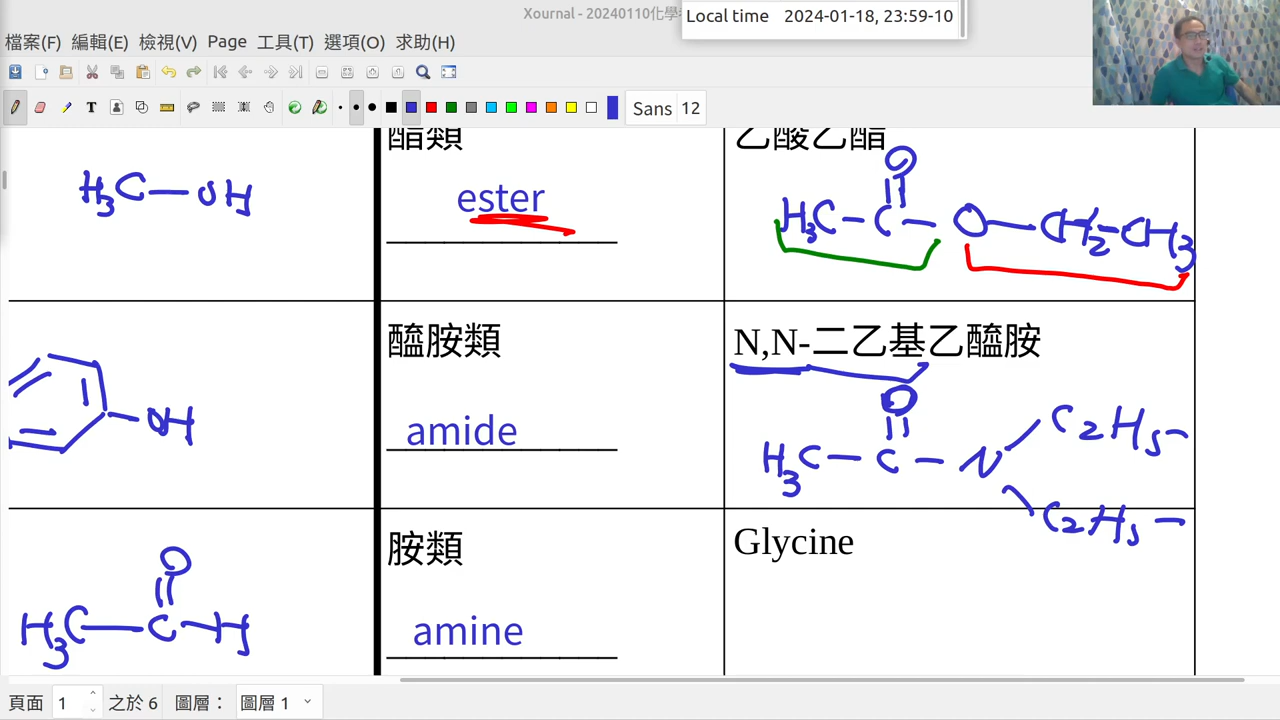 Xournal - 20240110化學
Local time 2024-01-18, 23:59-10
檔案(F) 編輯(E) 檢視(V) Page 工具(T) 選項(O) 求助(H)
T Sans 12
酯類 乙酸乙酯
ester
H3C—OH
O
H3C—C—O—CH2—CH3
醯胺類 N,N-二乙基乙醯胺
amide
OH
O
H3C—C—N
C2H5—
C2H5—
胺類 Glycine
amine
O
H3C—C—H
頁面 1 之於 6 圖層： 圖層 1